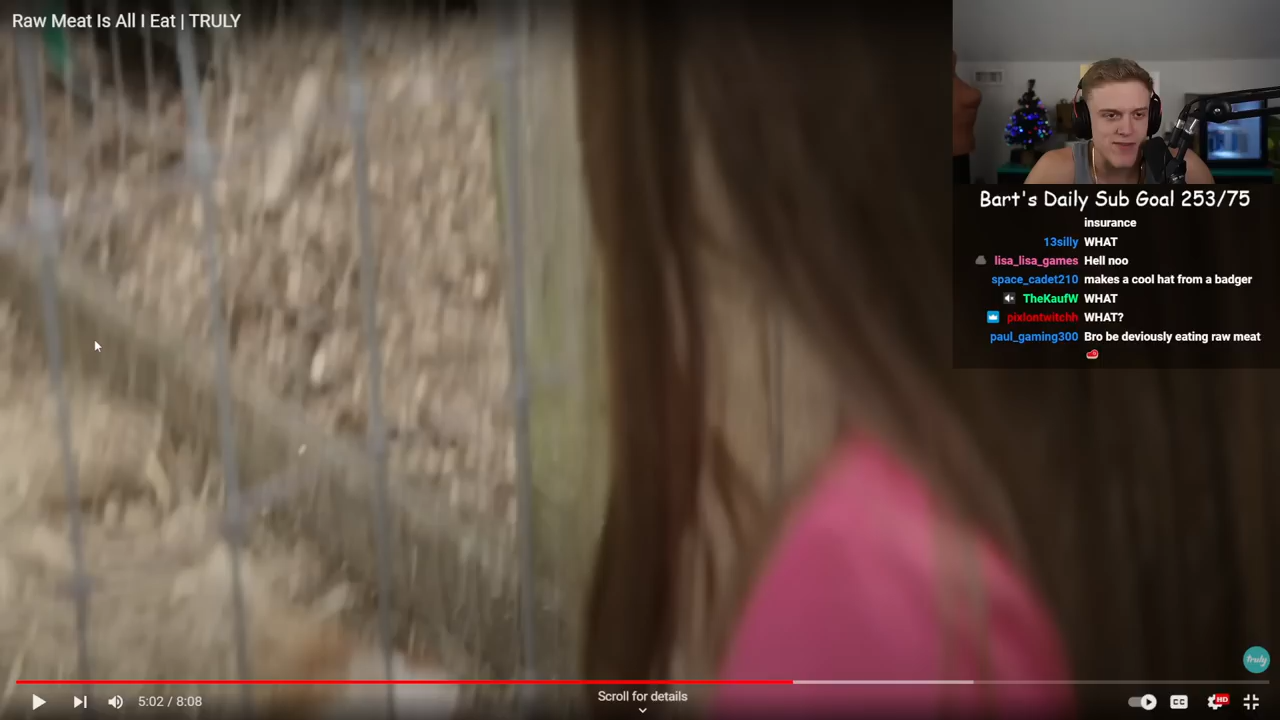 Raw Meat Is All I Eat | TRULY
Bart's Daily Sub Goal 253/75
insurance
13silly WHAT
lisa_lisa_games Hell noo
space_cadet210 makes a cool hat from a badger
TheKaufW WHAT
pixlontwitchh WHAT?
paul_gaming300 Bro be deviously eating raw meat
truly
5:02 / 8:08
Scroll for details
CC
HD